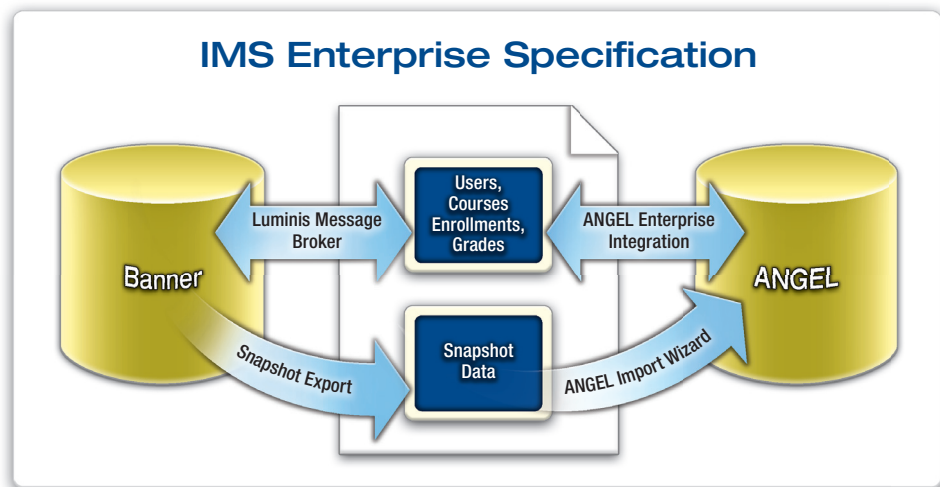 IMS Enterprise Specification
Users,
Courses
Enrollments,
Grades
Luminis Message
Broker
ANGEL Enterprise
Integration
Banner
ANGEL
Snapshot Export
Snapshot
Data
ANGEL Import Wizard